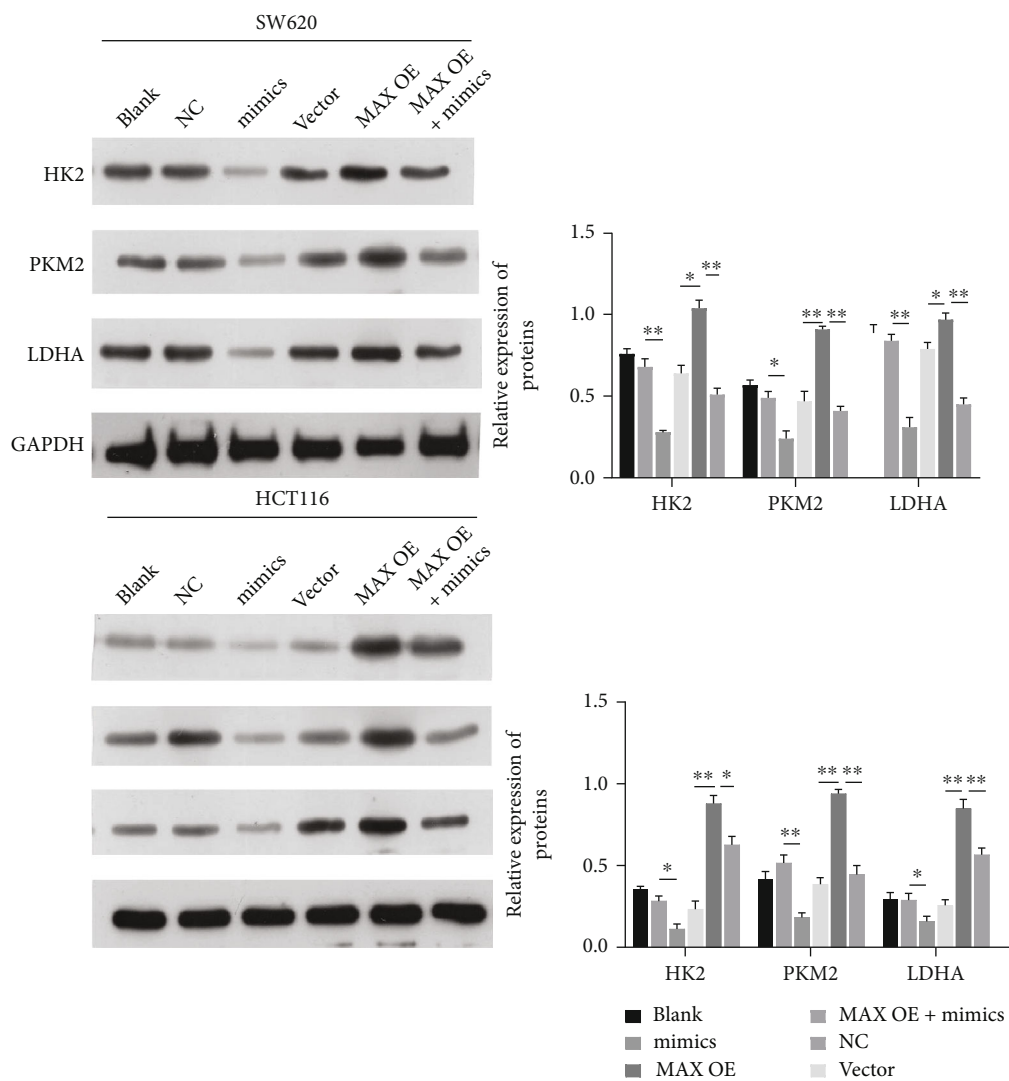 SW620
Blank
NC
mimics
Vector
MAX OE
MAX OE
+ mimics
HK2
PKM2
LDHA
GAPDH
Relative expression of
proteins
1.5
1.0
0.5
0.0
**
*
**
*
**
**
**
*
**
HK2
PKM2
LDHA
HCT116
Blank
NC
mimics
Vector
MAX OE
MAX OE
+ mimics
Relative expression of
proteins
1.5
1.0
0.5
0.0
*
**
*
**
**
**
*
**
**
HK2
PKM2
LDHA
Blank
mimics
MAX OE
MAX OE + mimics
NC
Vector